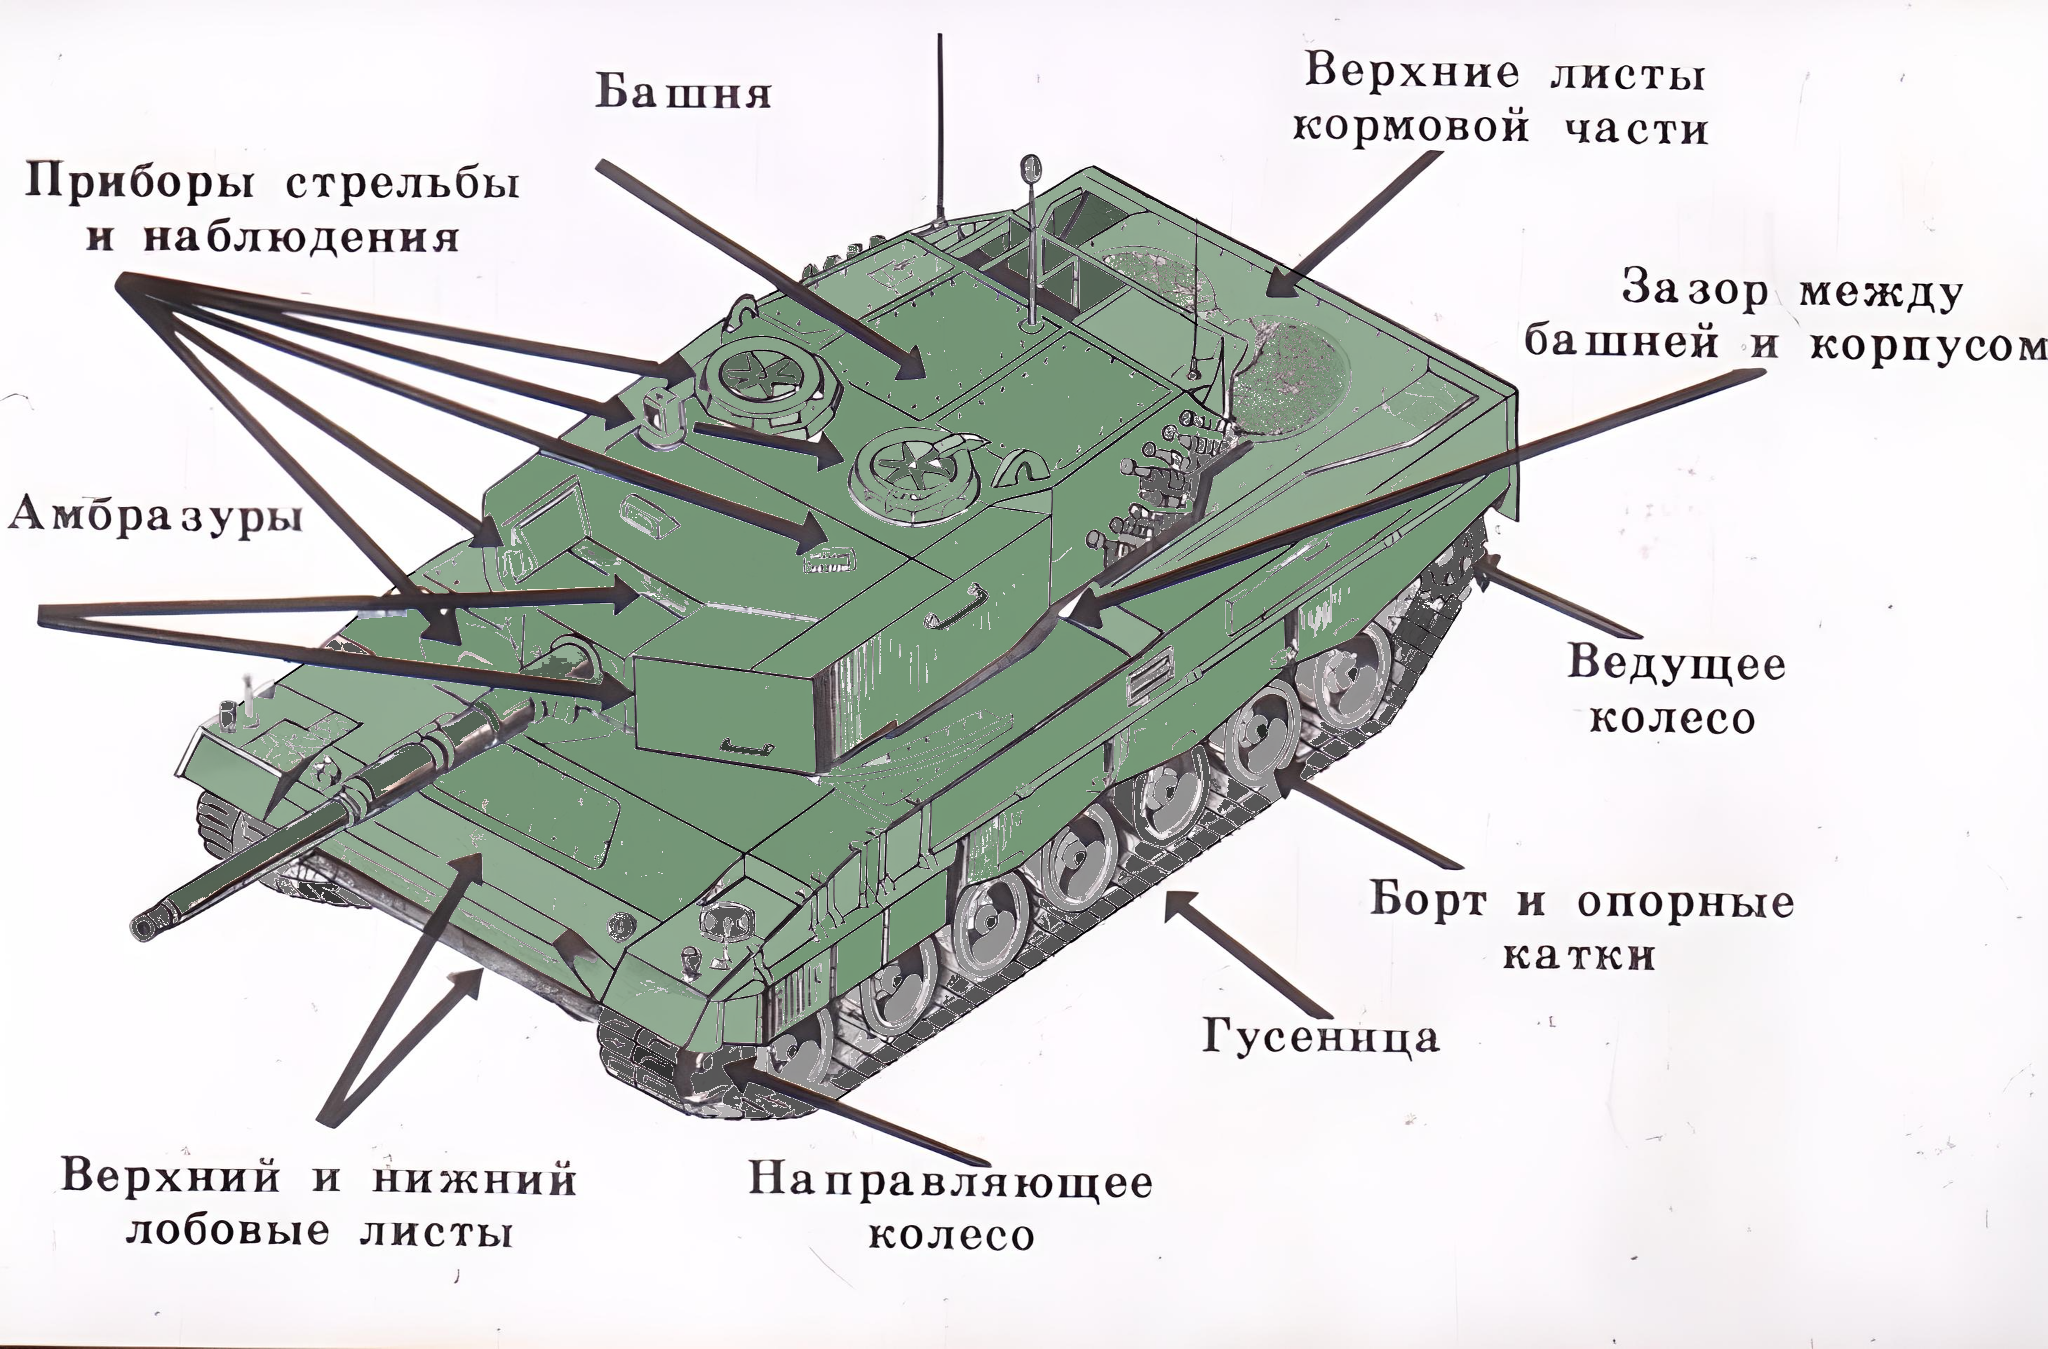 Башня
Верхние листы
кормовой части
Приборы стрельбы
и наблюдения
Зазор между
башней и корпусом
Амбразуры
Ведущее
колесо
Борт и опорные
катки
Гусеница
Верхний и нижний
лобовые листы
Направляющее
колесо